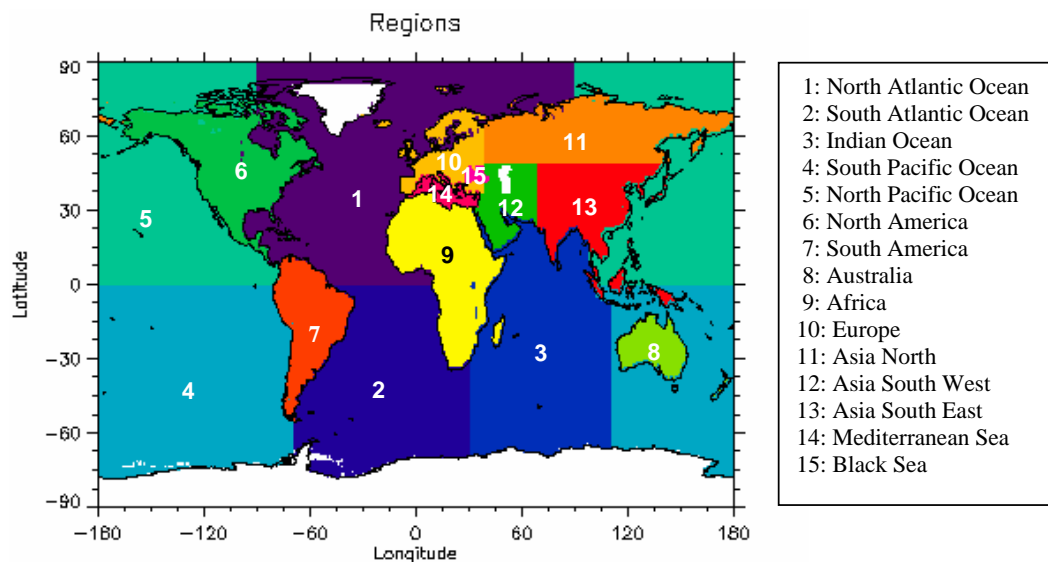 Regions
90
60
30
0
−30
−60
−90
Latitude
−180
−120
−60
0
60
120
180
Longitude
1
2
3
4
5
6
7
8
9
10
11
12
13
14
15
1: North Atlantic Ocean
2: South Atlantic Ocean
3: Indian Ocean
4: South Pacific Ocean
5: North Pacific Ocean
6: North America
7: South America
8: Australia
9: Africa
10: Europe
11: Asia North
12: Asia South West
13: Asia South East
14: Mediterranean Sea
15: Black Sea